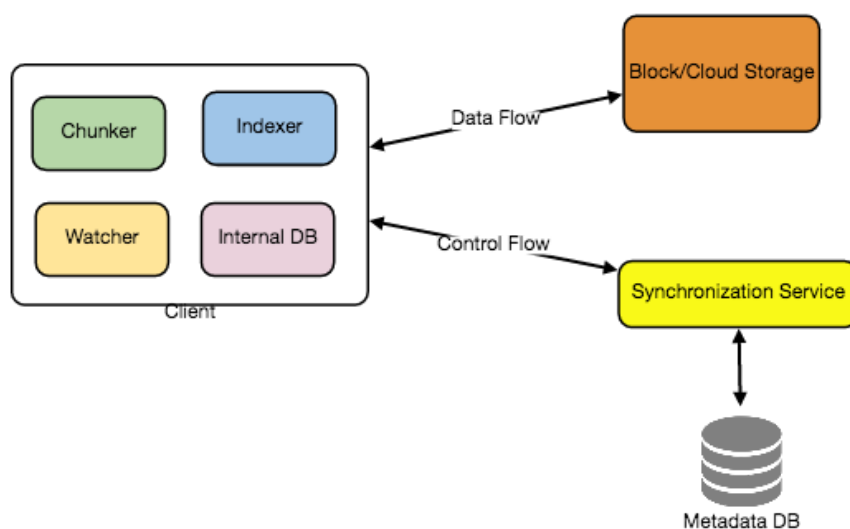 Block/Cloud Storage
Data Flow
Chunker
Indexer
Watcher
Internal DB
Control Flow
Client
Synchronization Service
Metadata DB